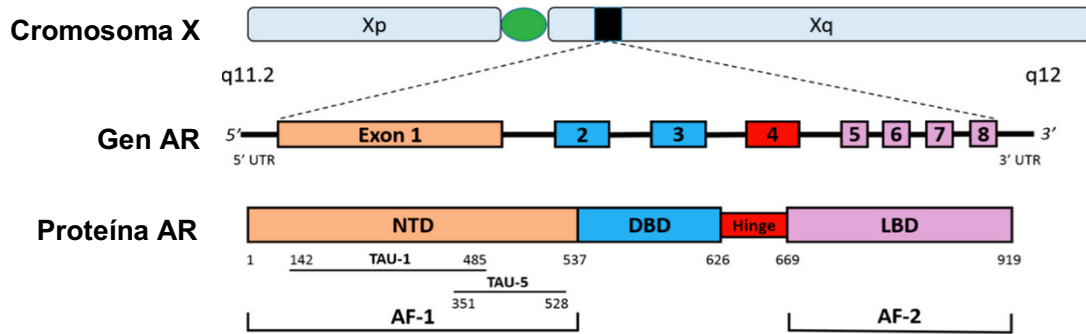 Cromosoma X Xp Xq
q11.2 q12
Gen AR 5' Exon 1 2 3 4 5 6 7 8 3'
5' UTR 3' UTR
Proteína AR NTD DBD Hinge LBD
1 142 TAU-1 485 537 626 669 919
TAU-5
351 528
AF-1 AF-2